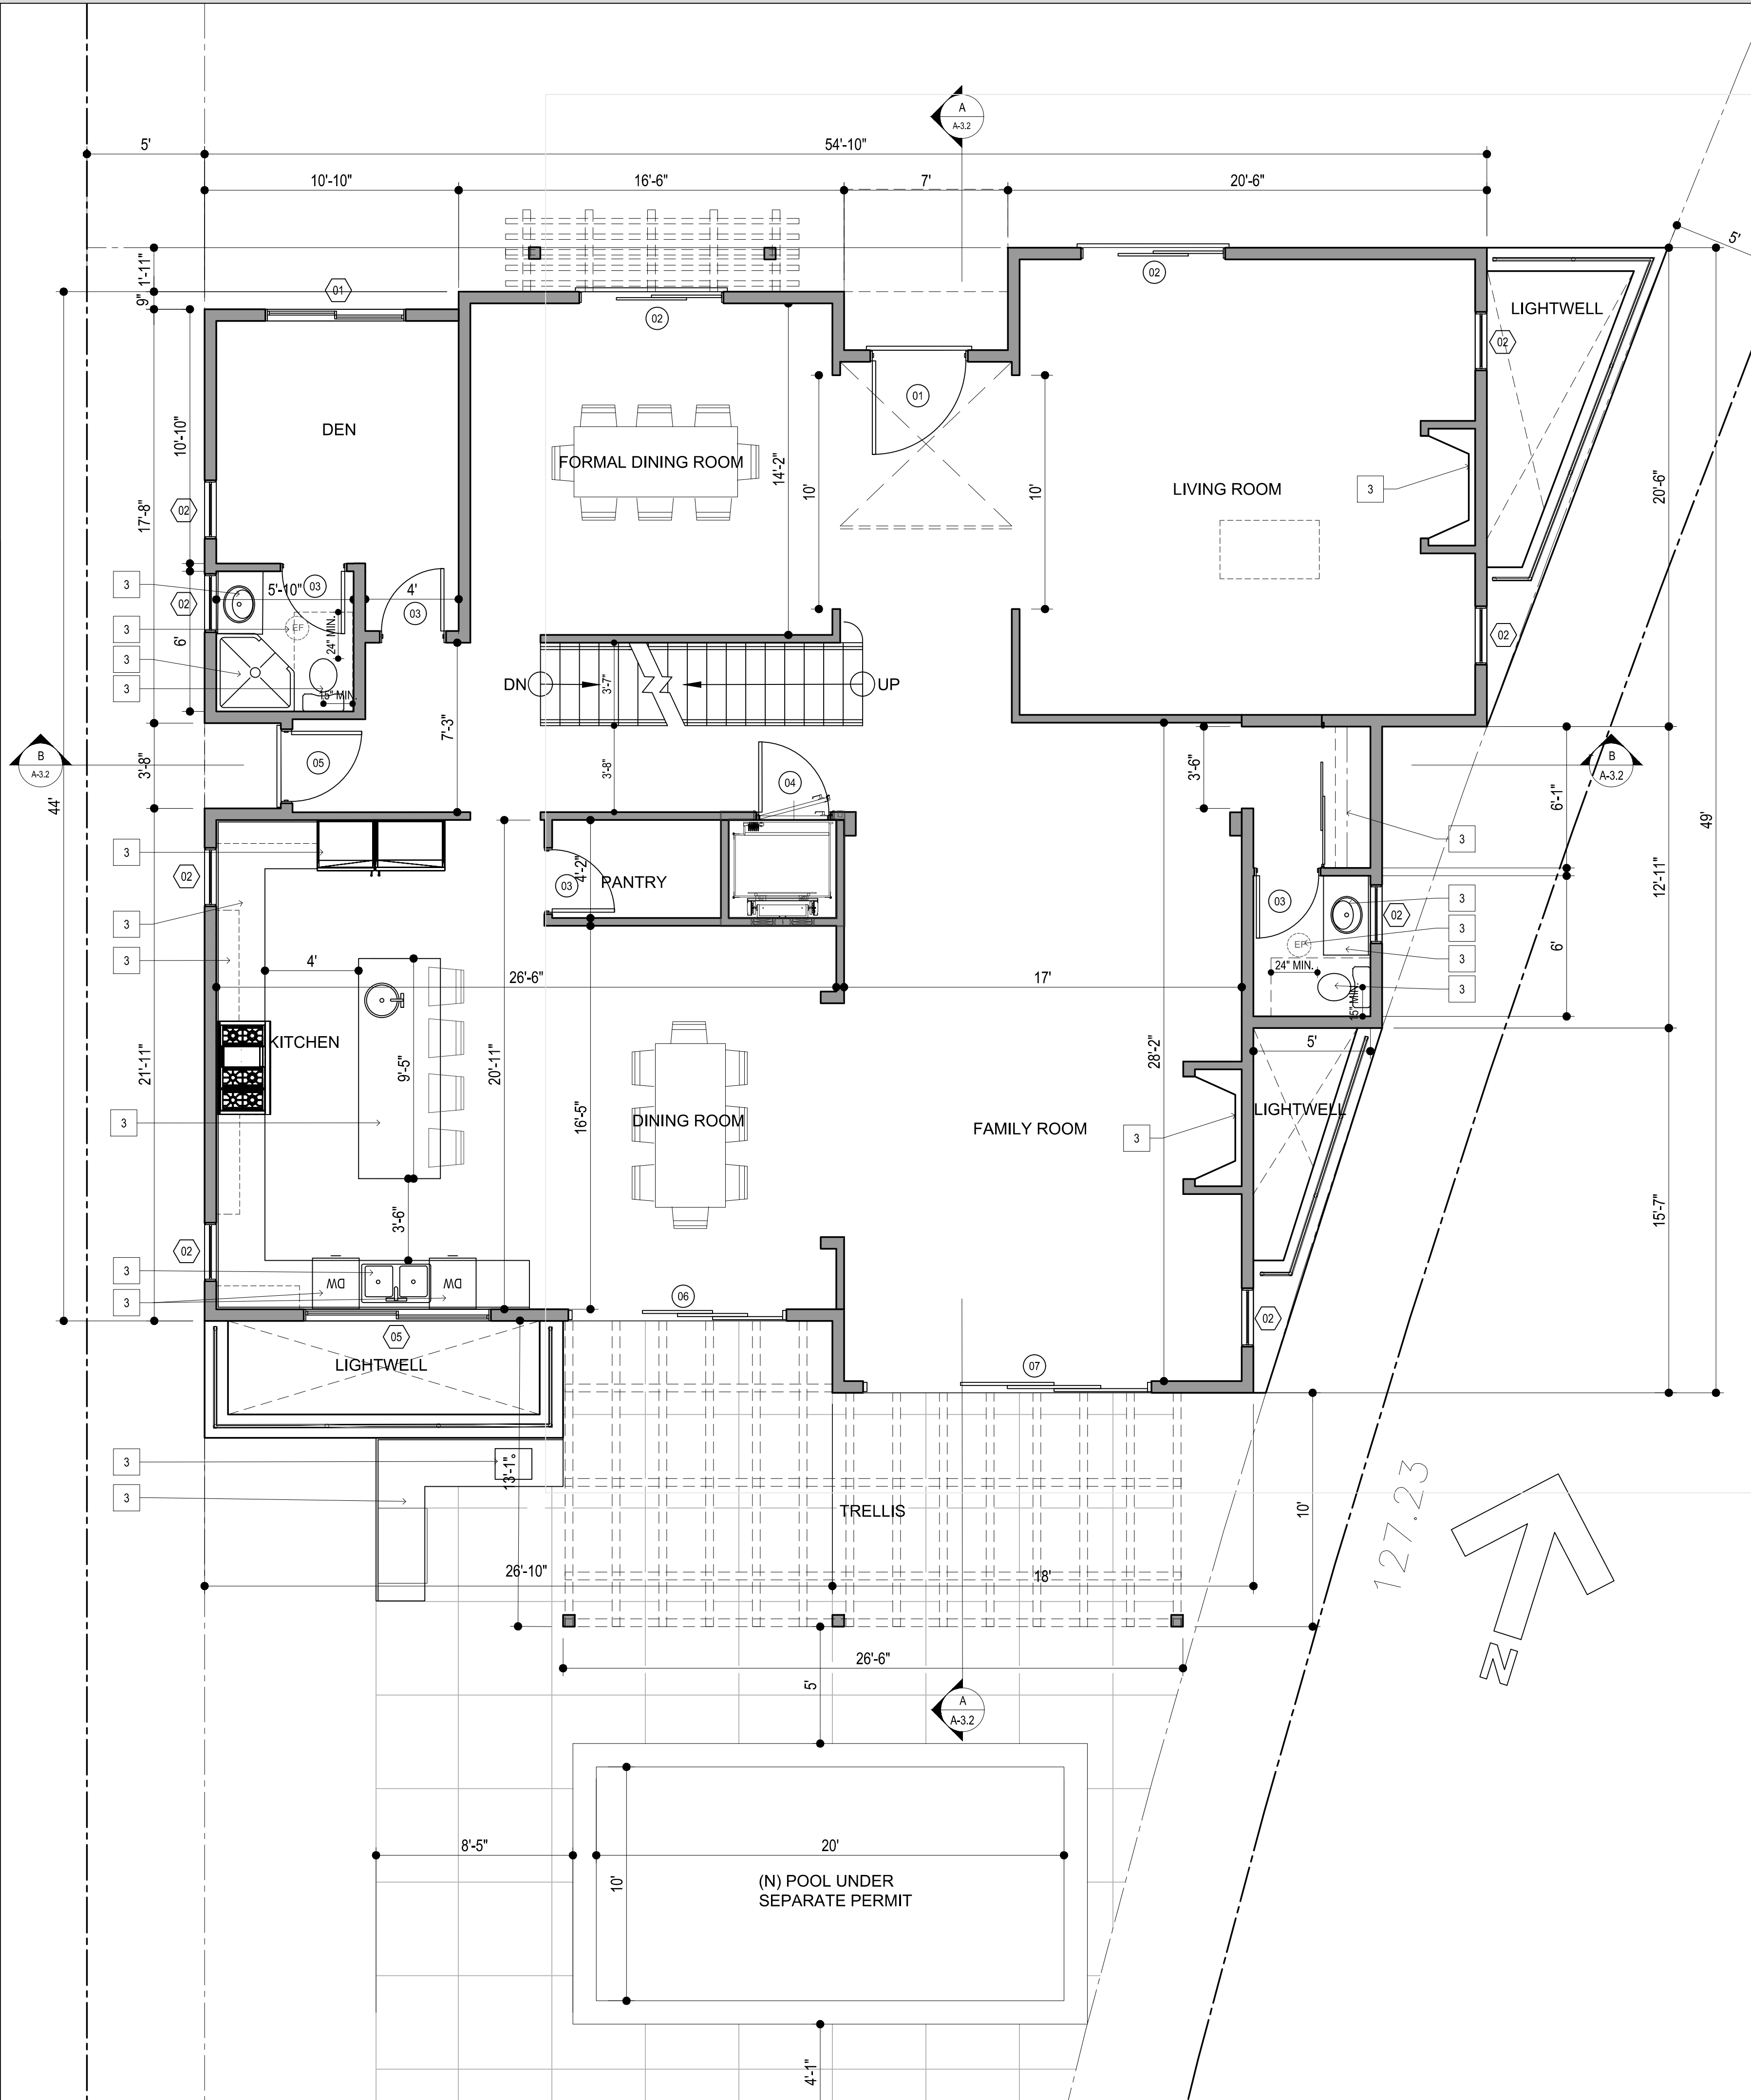 A
A-3.2
5'
54'-10"
10'-10"
16'-6"
7'
20'-6"
5'
1'-11"
9"
01
02
02
LIGHTWELL
02
01
DEN
FORMAL DINING ROOM
14'-2"
10'
10'
LIVING ROOM
3
20'-6"
10'-10"
17'-8"
02
3
02
5'-10"
03
4'
03
3
EF
24" MIN.
6'
3
3
15" MIN.
02
DN
3'-7"
UP
7'-3"
B
A-3.2
3'-8"
05
3'-8"
04
3'-6"
B
A-3.2
44'
6'-1"
49'
3
3
02
4'-2"
03
PANTRY
12'-11"
03
3
02
3
3
EF
3
6'
3
4'
26'-6"
17'
24" MIN.
3
15" MIN.
KITCHEN
9'-5"
20'-11"
28'-2"
5'
21'-11"
16'-5"
3
DINING ROOM
FAMILY ROOM
3
LIGHTWELL
3'-6"
15'-7"
02
3
DW
DW
3
06
02
05
LIGHTWELL
07
3
13'-1"
3
TRELLIS
10'
127.23
26'-10"
18'
26'-6"
N
5'
A
A-3.2
8'-5"
20'
10'
(N) POOL UNDER
SEPARATE PERMIT
4'-1"